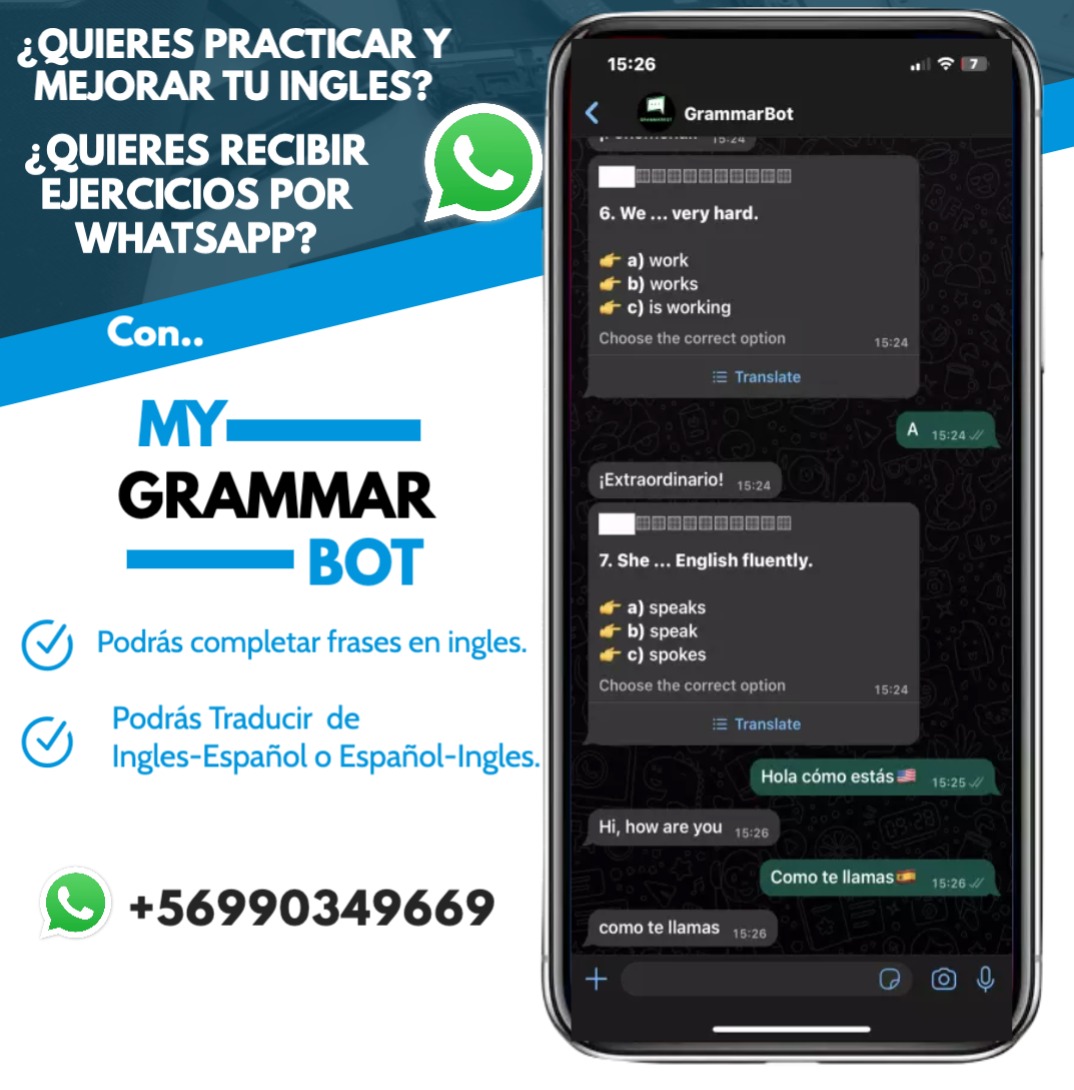 ¿QUIERES PRACTICAR Y
MEJORAR TU INGLES?
¿QUIERES RECIBIR
EJERCICIOS POR
WHATSAPP?
Con..
MY
GRAMMAR
BOT
Podrás completar frases en ingles.
Podrás Traducir de
Ingles-Español o Español-Ingles.
+56990349669
15:26
7
GrammarBot
15:24
6. We ... very hard.
a) work
b) works
c) is working
Choose the correct option
15:24
Translate
A 15:24
¡Extraordinario! 15:24
7. She ... English fluently.
a) speaks
b) speak
c) spokes
Choose the correct option
15:24
Translate
Hola cómo estás 15:25
Hi, how are you 15:26
Como te llamas 15:26
como te llamas 15:26